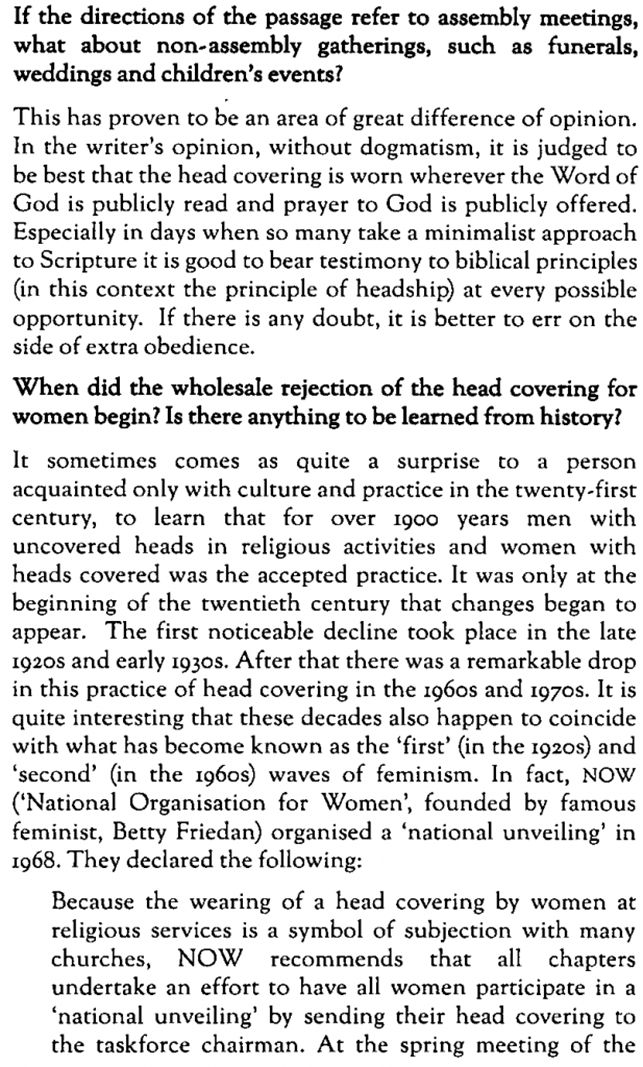 If the directions of the passage refer to assembly meetings,
what about non-assembly gatherings, such as funerals,
weddings and children's events?
This has proven to be an area of great difference of opinion.
In the writer's opinion, without dogmatism, it is judged to
be best that the head covering is worn wherever the Word of
God is publicly read and prayer to God is publicly offered.
Especially in days when so many take a minimalist approach
to Scripture it is good to bear testimony to biblical principles
(in this context the principle of headship) at every possible
opportunity. If there is any doubt, it is better to err on the
side of extra obedience.
When did the wholesale rejection of the head covering for
women begin? Is there anything to be learned from history?
It sometimes comes as quite a surprise to a person
acquainted only with culture and practice in the twenty-first
century, to learn that for over 1900 years men with
uncovered heads in religious activities and women with
heads covered was the accepted practice. It was only at the
beginning of the twentieth century that changes began to
appear. The first noticeable decline took place in the late
1920s and early 1930s. After that there was a remarkable drop
in this practice of head covering in the 1960s and 1970s. It is
quite interesting that these decades also happen to coincide
with what has become known as the 'first' (in the 1920s) and
'second' (in the 1960s) waves of feminism. In fact, NOW
('National Organisation for Women', founded by famous
feminist, Betty Friedan) organised a 'national unveiling' in
1968. They declared the following:
Because the wearing of a head covering by women at
religious services is a symbol of subjection with many
churches, NOW recommends that all chapters
undertake an effort to have all women participate in a
'national unveiling' by sending their head covering to
the taskforce chairman. At the spring meeting of the